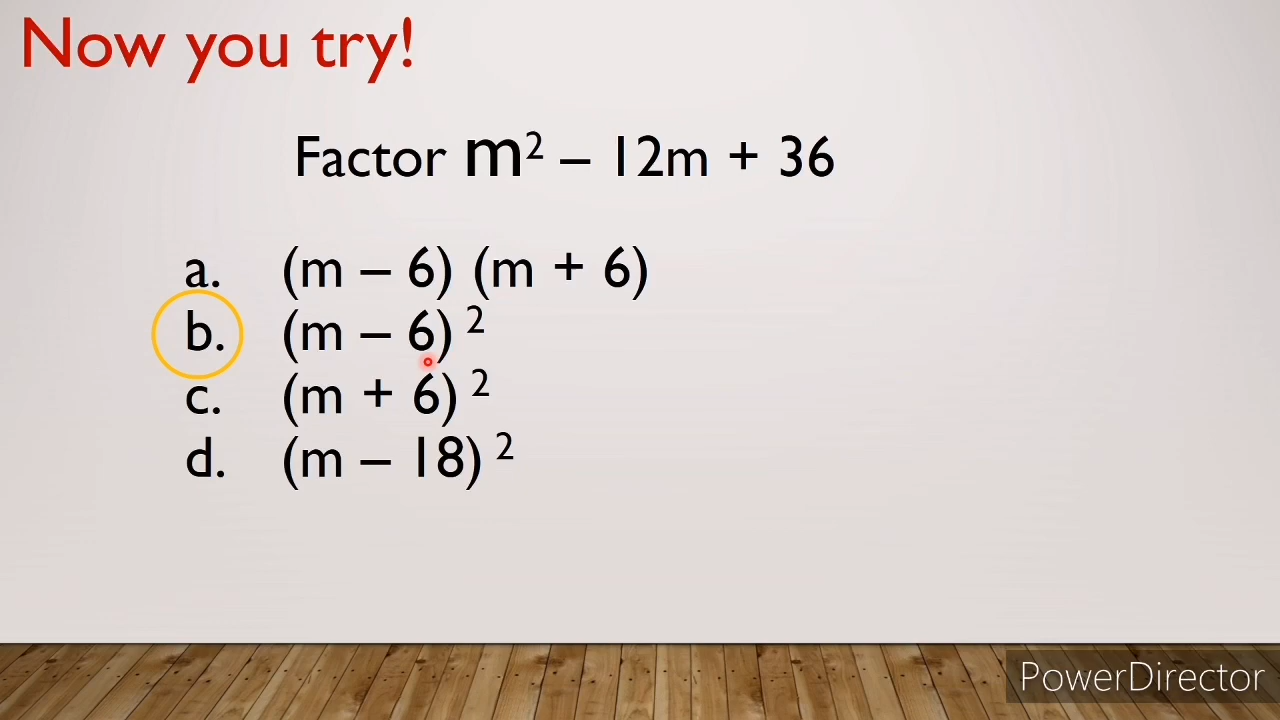 Now you try!
Factor m² – 12m + 36
a. (m – 6) (m + 6)
b. (m – 6) ²
c. (m + 6) ²
d. (m – 18) ²
PowerDirector